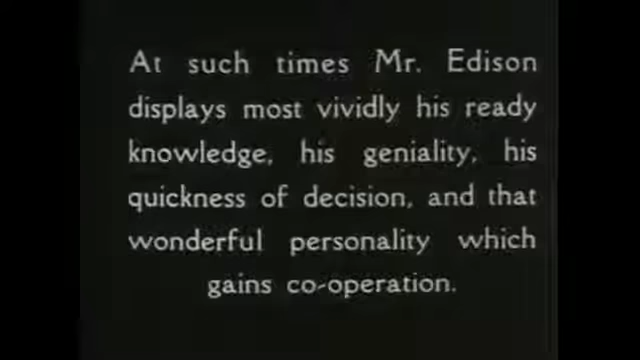 At such times Mr. Edison
displays most vividly his ready
knowledge, his geniality, his
quickness of decision, and that
wonderful personality which
gains co-operation.